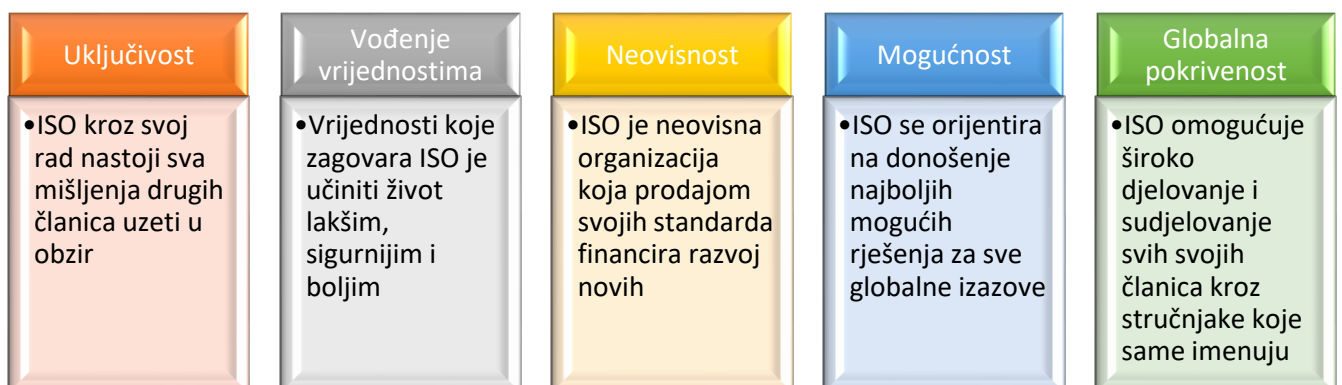 Uključivost
•ISO kroz svoj
rad nastoji sva
mišljenja drugih
članica uzeti u
obzir
Vođenje
vrijednostima
•Vrijednosti koje
zagovara ISO je
učiniti život
lakšim,
sigurnijim i
boljim
Neovisnost
•ISO je neovisna
organizacija
koja prodajom
svojih standarda
financira razvoj
novih
Mogućnost
•ISO se orijentira
na donošenje
najboljih
mogućih
rješenja za sve
globalne izazove
Globalna
pokrivenost
•ISO omogućuje
široko
djelovanje i
sudjelovanje
svih svojih
članica kroz
stručnjake koje
same imenuju